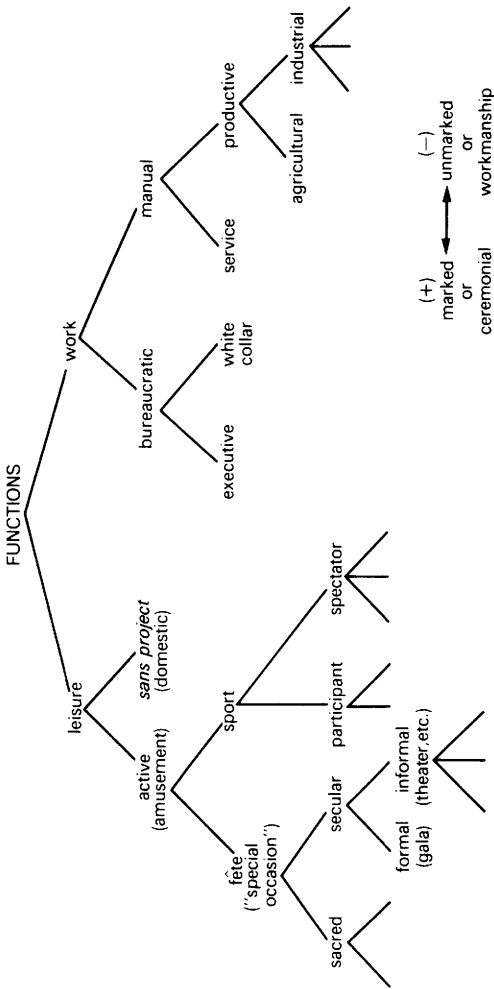 FUNCTIONS
leisure
work
active
(amusement)
sans project
(domestic)
bureaucratic
manual
fête
("special
occasion")
sport
executive
white
collar
service
productive
sacred
secular
participant
spectator
agricultural
industrial
formal
(gala)
informal
(theater,etc.)
(+)
marked
or
ceremonial
(−)
unmarked
or
workmanship